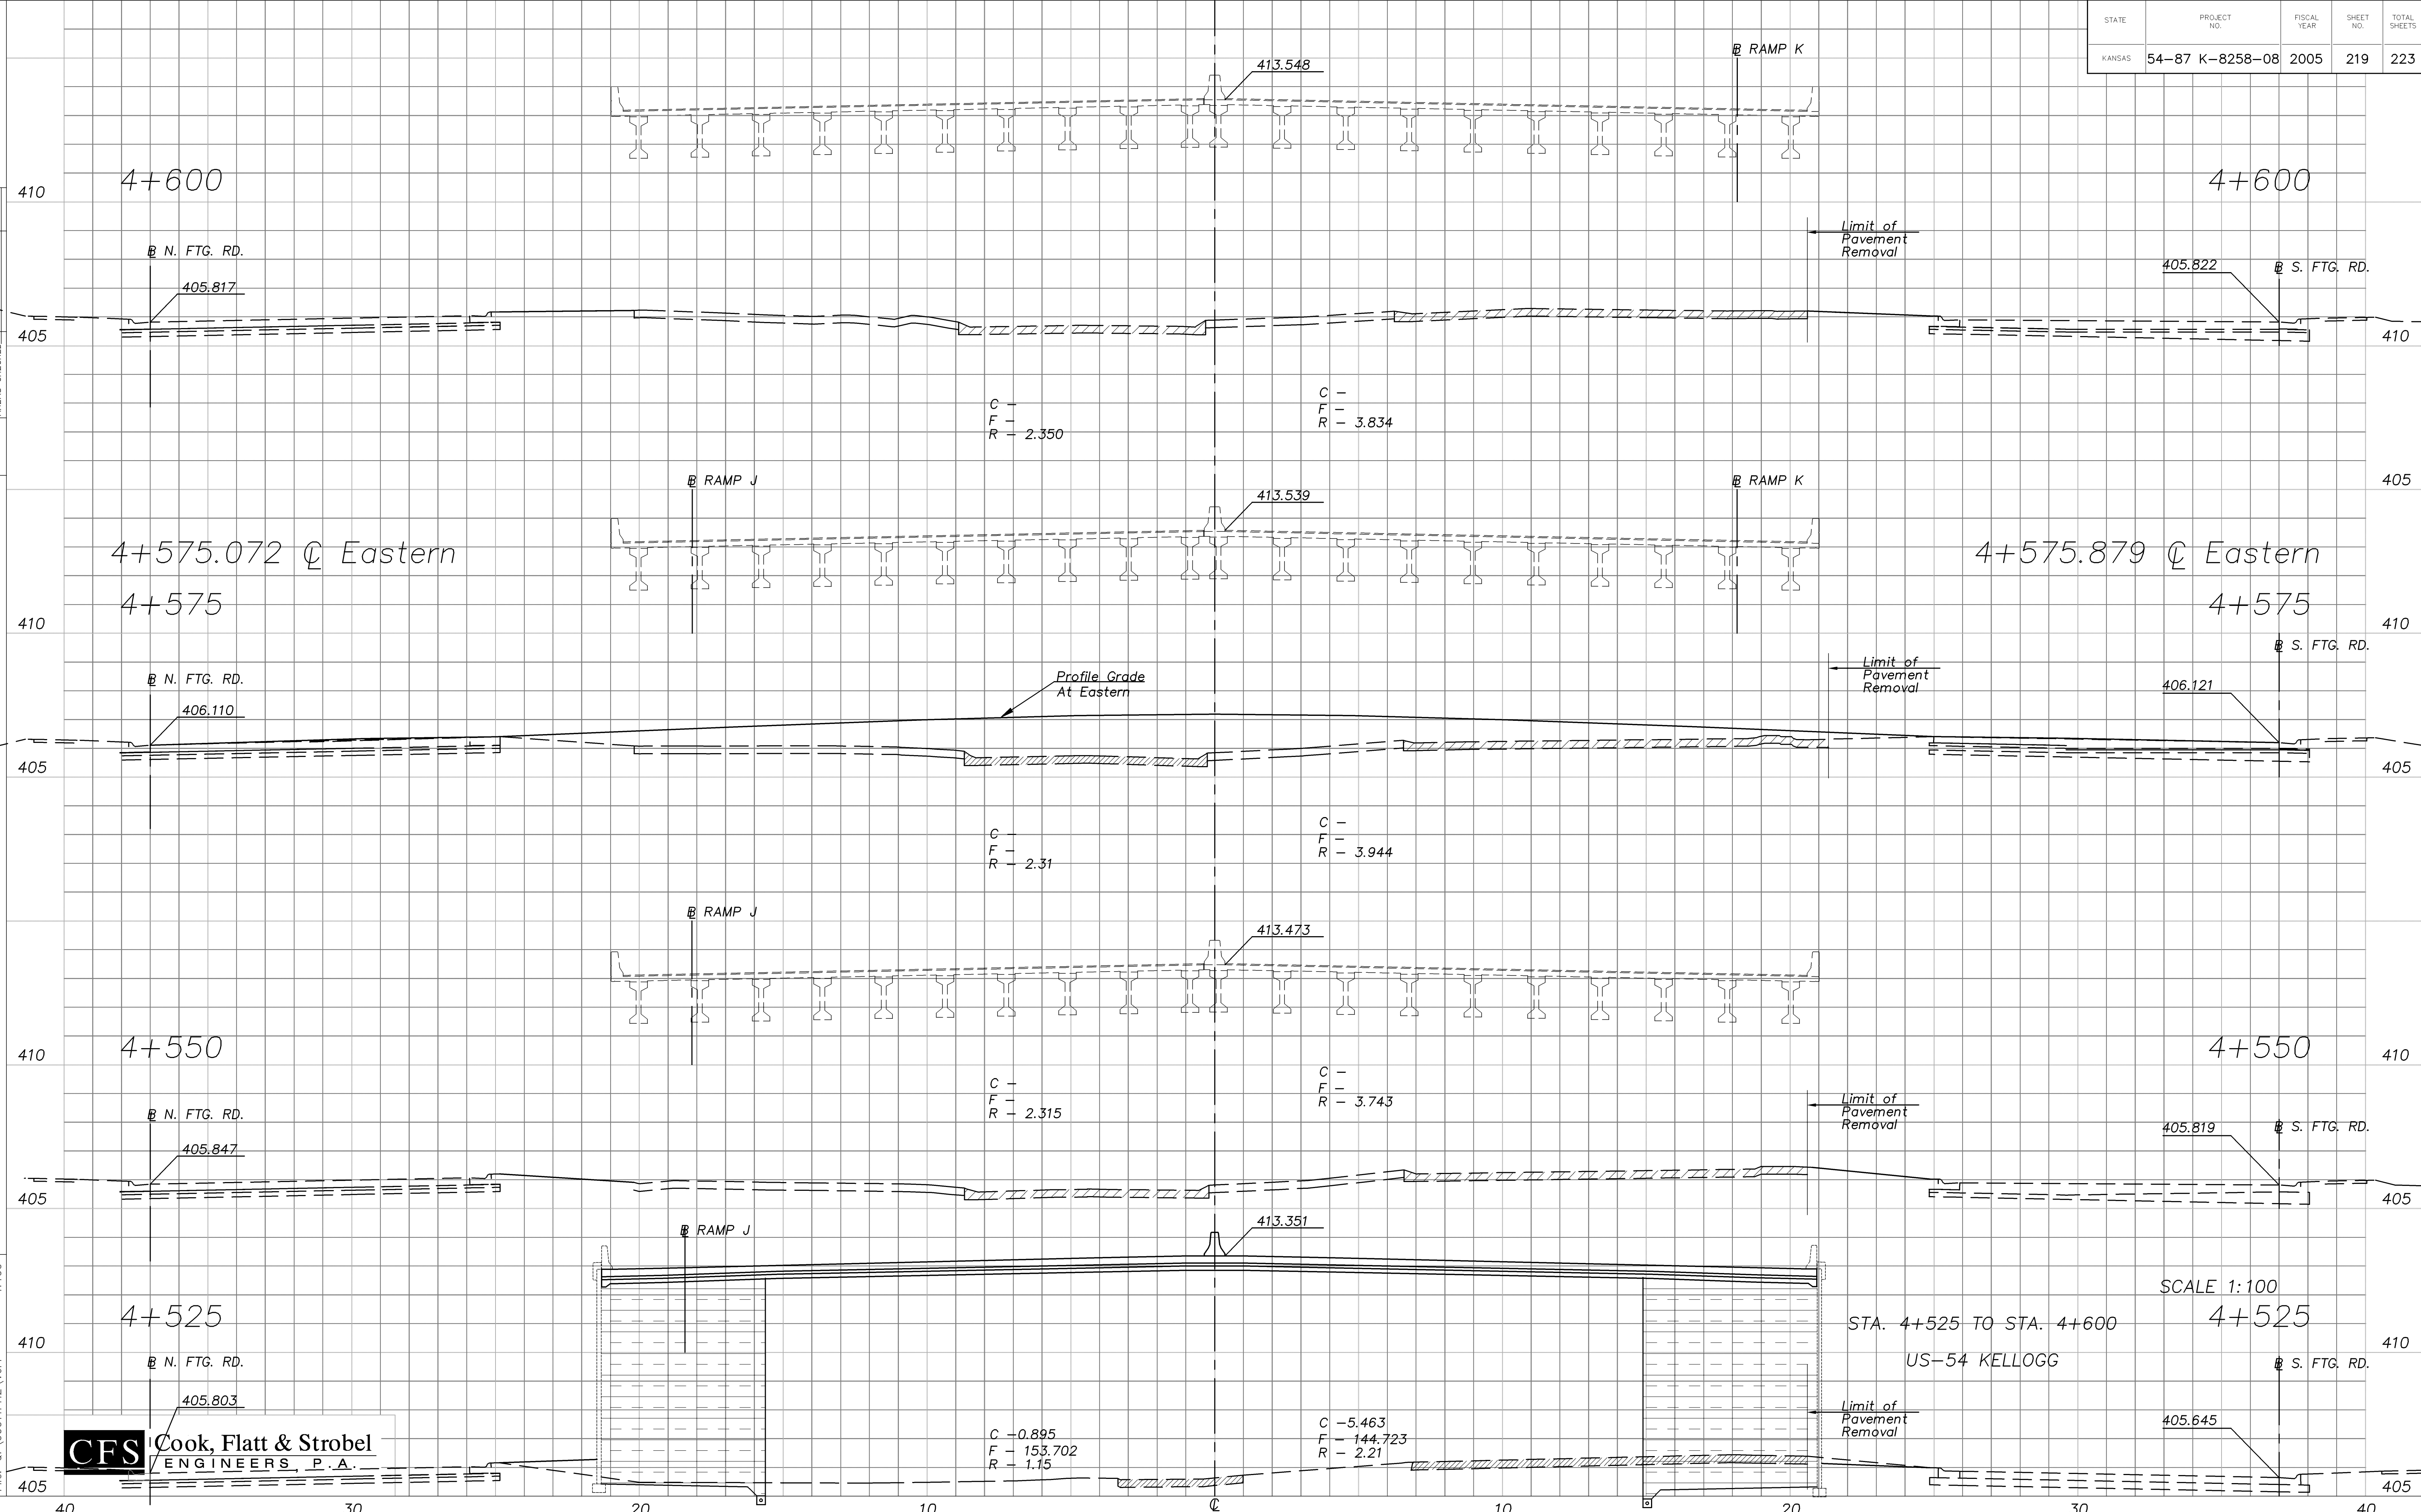 STATE
PROJECT NO.
FISCAL YEAR
SHEET NO.
TOTAL SHEETS
KANSAS
54-87 K-8258-08
2005
219
223
413.548
℄ RAMP K
4+600
4+600
410
B N. FTG. RD.
405.817
Limit of
Pavement
Removal
405.822
B S. FTG. RD.
405
410
C -
F -
R - 2.350
C -
F -
R - 3.834
B RAMP J
413.539
B RAMP K
405
4+575.072 ℄ Eastern
4+575.879 ℄ Eastern
4+575
4+575
410
410
B N. FTG. RD.
406.110
Profile Grade
At Eastern
Limit of
Pavement
Removal
B S. FTG. RD.
406.121
405
405
C -
F -
R - 2.31
C -
F -
R - 3.944
B RAMP J
413.473
4+550
4+550
410
410
C -
F -
R - 2.315
C -
F -
R - 3.743
B N. FTG. RD.
405.847
Limit of
Pavement
Removal
405.819
B S. FTG. RD.
405
405
B RAMP J
413.351
SCALE 1:100
4+525
4+525
STA. 4+525 TO STA. 4+600
US-54 KELLOGG
410
410
B N. FTG. RD.
405.803
B S. FTG. RD.
405.645
Limit of
Pavement
Removal
C -0.895
F - 153.702
R - 1.15
C -5.463
F - 144.723
R - 2.21
CFS
Cook, Flatt & Strobel
ENGINEERS P.A.
405
405
40
30
20
10
℄
10
20
30
40